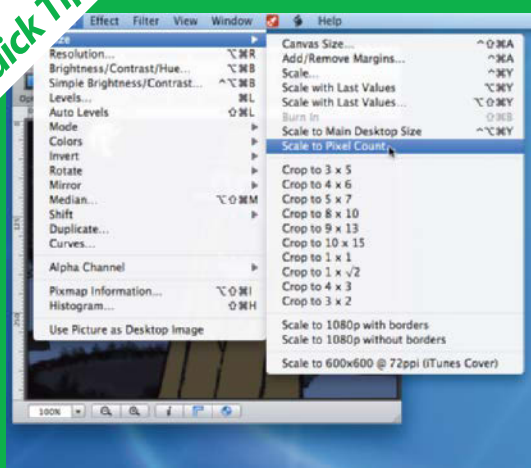 Quick Tip
Effect Filter View Window Help
Size
Resolution... ⌥⌘R
Brightness/Contrast/Hue... ⌥⌘B
Simple Brightness/Contrast... ^⌥⌘B
Levels... ⌘L
Auto Levels ⇧⌘L
Mode
Colors
Invert
Rotate
Mirror
Median... ⌥⇧⌘M
Shift
Duplicate...
Curves...
Alpha Channel
Pixmap Information... ⌥⇧⌘I
Histogram... ⇧⌘H
Use Picture as Desktop Image
Canvas Size... ^⇧⌘A
Add/Remove Margins... ^⌘A
Scale... ^⌘Y
Scale with Last Values ⌥⌘Y
Scale with Last Values... ⌥⇧⌘Y
Burn In ⇧⌘B
Scale to Main Desktop Size ^⌥⌘Y
Scale to Pixel Count...
Crop to 3 x 5
Crop to 4 x 6
Crop to 5 x 7
Crop to 8 x 10
Crop to 9 x 13
Crop to 10 x 15
Crop to 1 x 1
Crop to 1 x √2
Crop to 4 x 3
Crop to 3 x 2
Scale to 1080p with borders
Scale to 1080p without borders
Scale to 600x600 @ 72ppi (iTunes Cover)
125
250
100%